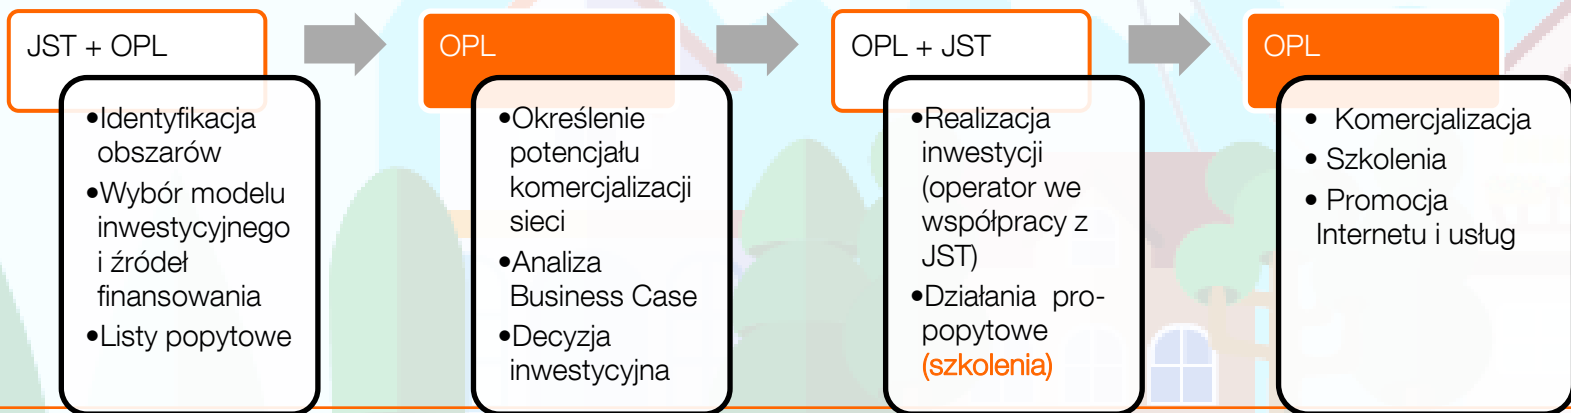 JST + OPL
•Identyfikacja
obszarów
•Wybór modelu
inwestycyjnego
i źródeł
finansowania
•Listy popytowe
OPL
•Określenie
potencjału
komercjalizacji
sieci
•Analiza
Business Case
•Decyzja
inwestycyjna
OPL + JST
•Realizacja
inwestycji
(operator we
współpracy z
JST)
•Działania pro-
popytowe
(szkolenia)
OPL
• Komercjalizacja
• Szkolenia
• Promocja
Internetu i usług